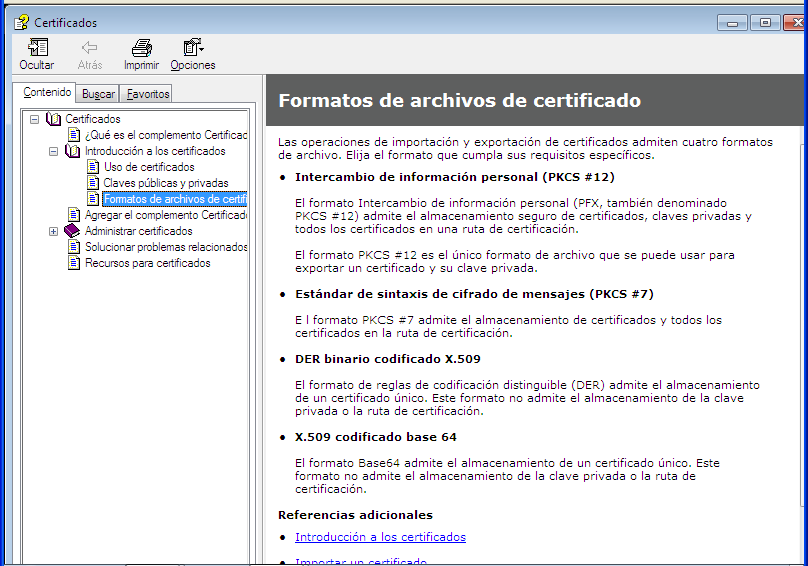 Certificados
Ocultar Atrás Imprimir Opciones
Contenido Buscar Favoritos
Certificados
¿Qué es el complemento Certificac
Introducción a los certificados
Uso de certificados
Claves públicas y privadas
Formatos de archivos de certifi
Agregar el complemento Certificado
Administrar certificados
Solucionar problemas relacionados
Recursos para certificados
Formatos de archivos de certificado
Las operaciones de importación y exportación de certificados admiten cuatro formatos
de archivo. Elija el formato que cumpla sus requisitos específicos.
• Intercambio de información personal (PKCS #12)
El formato Intercambio de información personal (PFX, también denominado
PKCS #12) admite el almacenamiento seguro de certificados, claves privadas y
todos los certificados en una ruta de certificación.
El formato PKCS #12 es el único formato de archivo que se puede usar para
exportar un certificado y su clave privada.
• Estándar de sintaxis de cifrado de mensajes (PKCS #7)
E l formato PKCS #7 admite el almacenamiento de certificados y todos los
certificados en la ruta de certificación.
• DER binario codificado X.509
El formato de reglas de codificación distinguible (DER) admite el almacenamiento
de un certificado único. Este formato no admite el almacenamiento de la clave
privada o la ruta de certificación.
• X.509 codificado base 64
El formato Base64 admite el almacenamiento de un certificado único. Este
formato no admite el almacenamiento de la clave privada o la ruta de
certificación.
Referencias adicionales
• Introducción a los certificados
• Importar un certificado